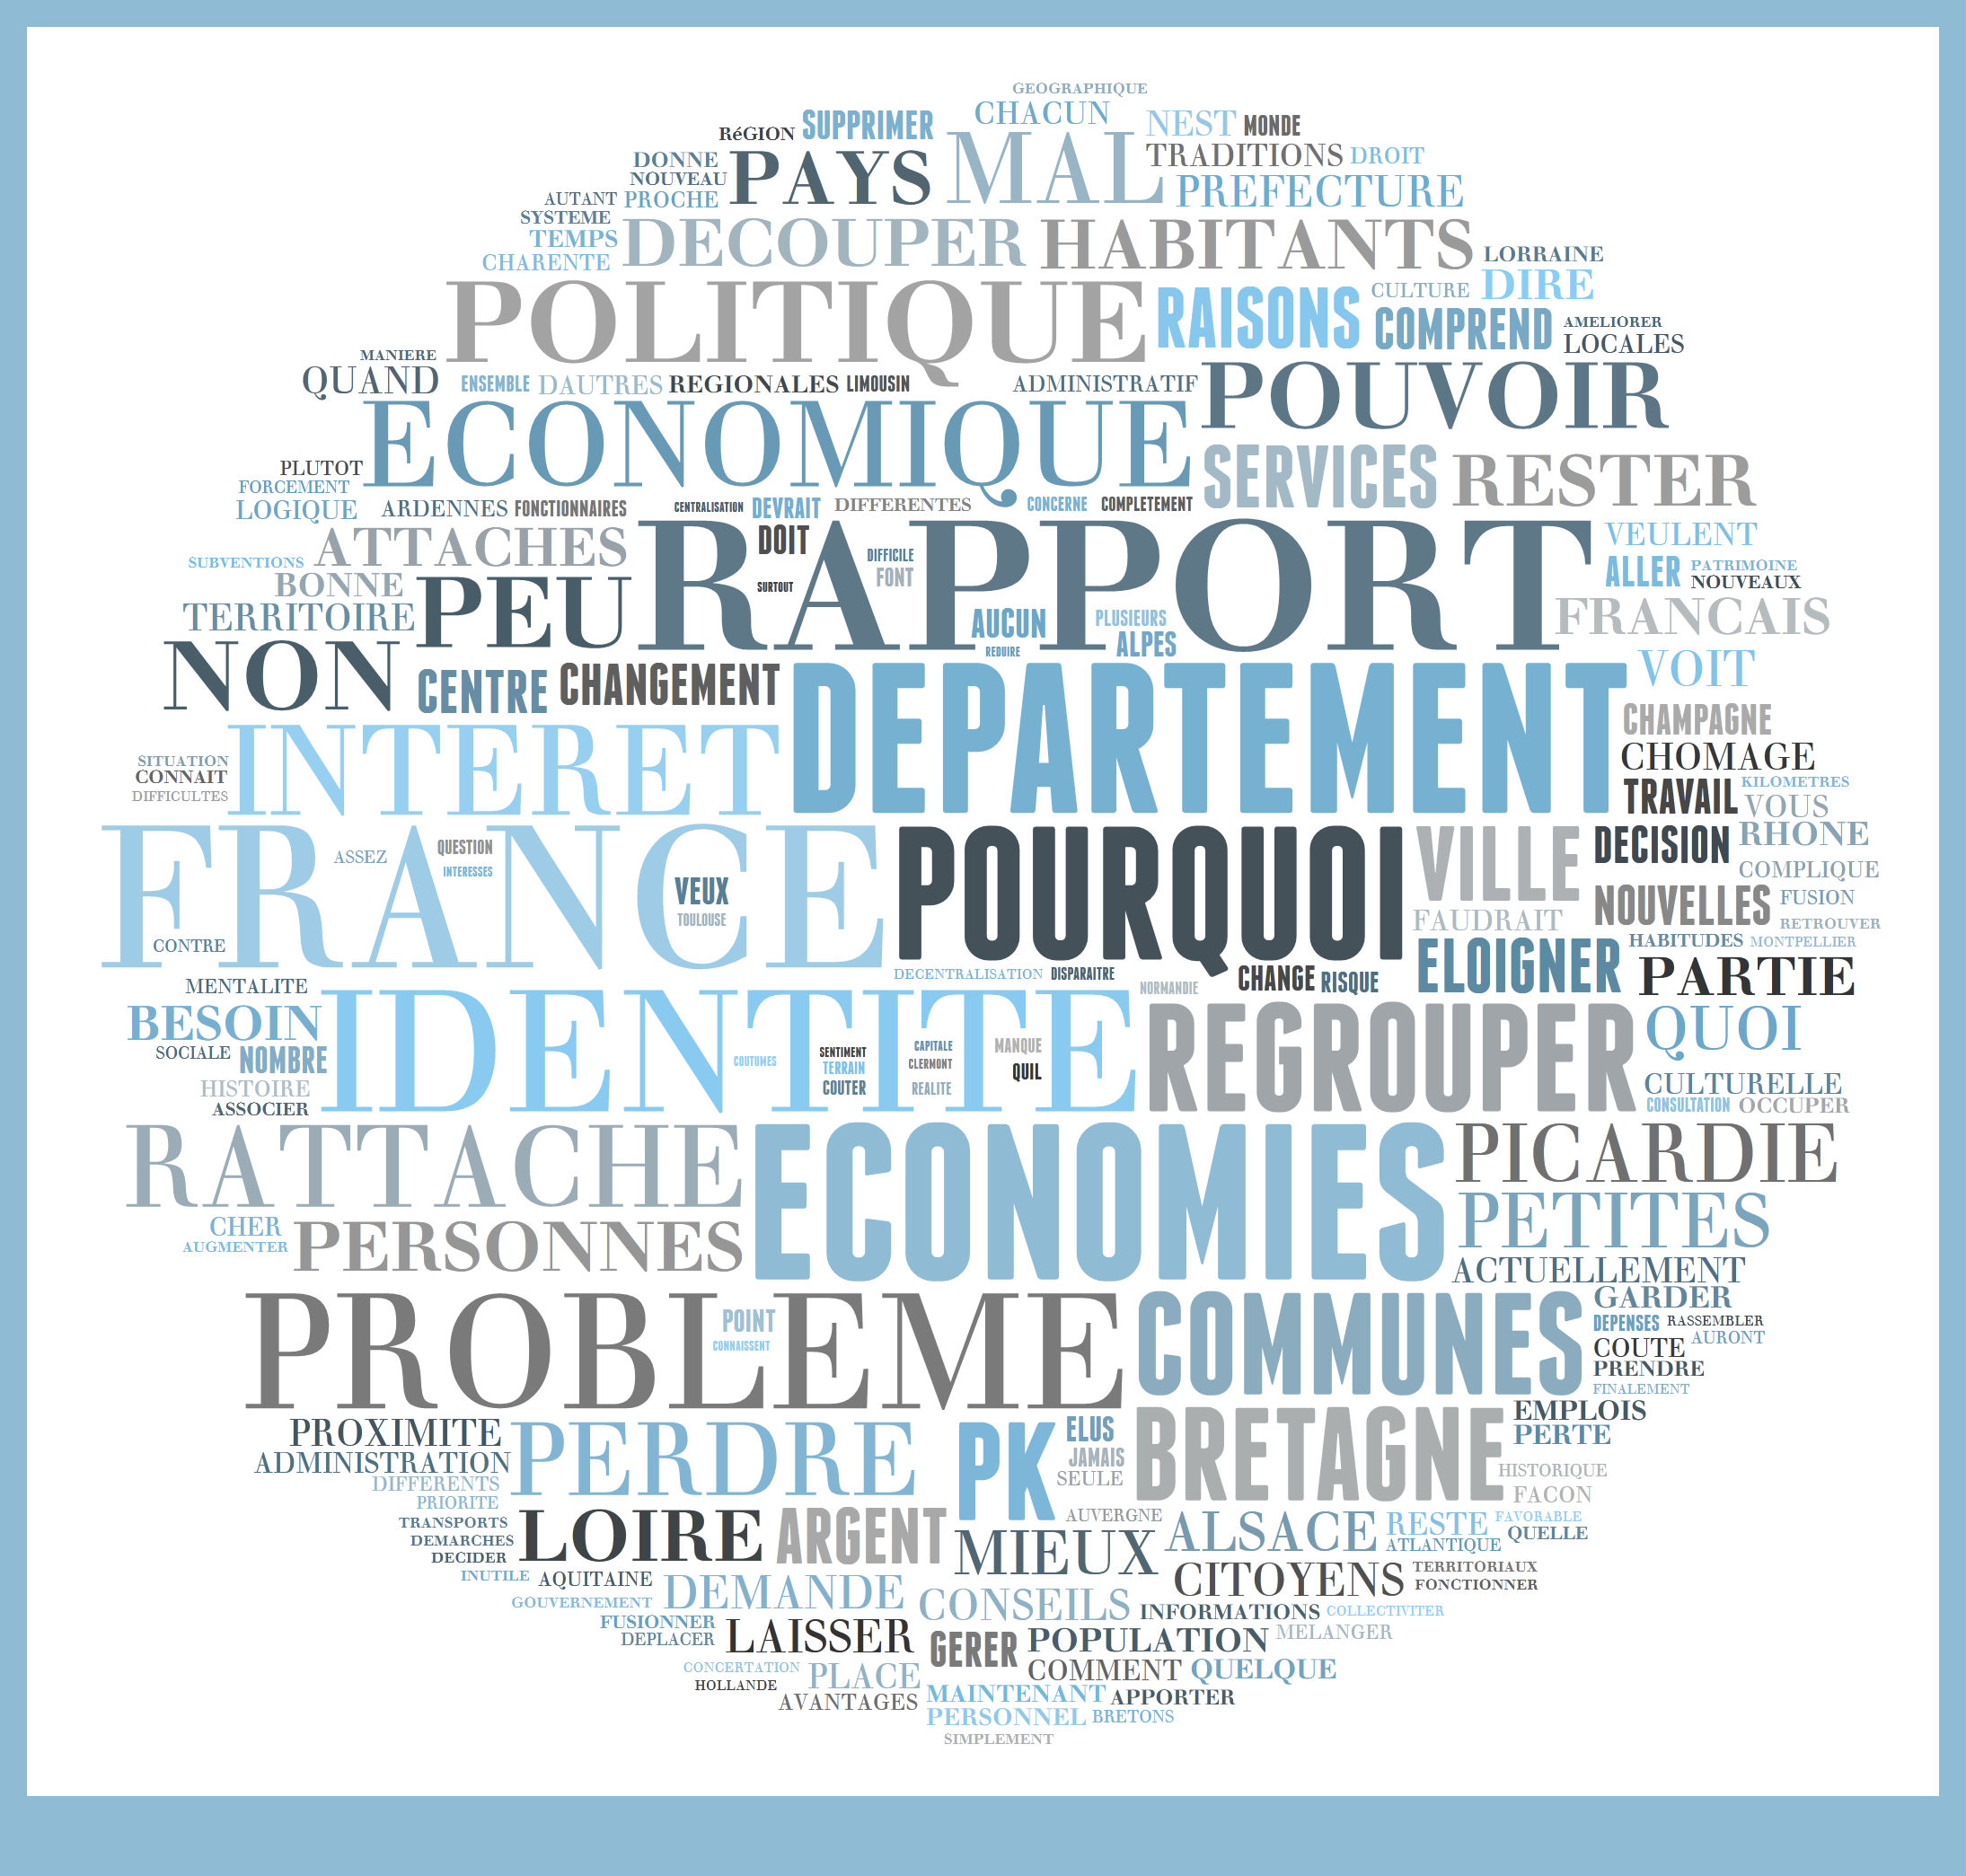 GEOGRAPHIQUE
RéGION SUPPRIMER CHACUN NEST MONDE
DONNE PAYS MAL TRADITIONS DROIT
NOUVEAU
AUTANT PROCHE PREFECTURE
SYSTEME
TEMPS DECOUPER HABITANTS LORRAINE
CHARENTE CULTURE DIRE
POLITIQUE RAISONS COMPREND AMELIORER
LOCALES
MANIERE
QUAND ENSEMBLE DAUTRES REGIONALES LIMOUSIN ADMINISTRATIF POUVOIR
ECONOMIQUE
PLUTOT SERVICES RESTER
FORCEMENT
LOGIQUE ARDENNES FONCTIONNAIRES CENTRALISATION DEVRAIT DIFFERENTES CONCERNE COMPLETEMENT
ATTACHES RAPPORT DOIT DIFFICILE VEULENT
SUBVENTIONS FONT ALLER PATRIMOINE
BONNE PEU SURTOUT NOUVEAUX
TERRITOIRE AUCUN PLUSIEURS FRANCAIS
REDUIRE ALPES
NON CENTRE CHANGEMENT DEPARTEMENT VOIT
CHAMPAGNE
SITUATION INTERET CHOMAGE
CONNAIT TRAVAIL KILOMETRES
DIFFICULTES VOUS
FRANCE POURQUOI VILLE DECISION RHONE
ASSEZ QUESTION COMPLIQUE
INTERESSES
VEUX NOUVELLES FUSION
TOULOUSE FAUDRAIT RETROUVER
CONTRE ELOIGNER HABITUDES MONTPELLIER
DECENTRALISATION DISPARAITRE CHANGE RISQUE PARTIE
MENTALITE NORMANDIE
BESOIN IDENTITE REGROUPER QUOI
SOCIALE NOMBRE COUTUMES SENTIMENT CAPITALE MANQUE
TERRAIN CLERMONT QUIL
HISTOIRE COUTER REALITE CULTURELLE
ASSOCIER CONSULTATION OCCUPER
RATTACHE ECONOMIES PICARDIE
CHER PERSONNES PETITES
AUGMENTER
ACTUELLEMENT
PROBLEME POINT COMMUNES GARDER
CONNAISSENT DEPENSES RASSEMBLER
COUTE AURONT
PRENDRE
FINALEMENT
PROXIMITE PERDRE PK ELUS BRETAGNE EMPLOIS
ADMINISTRATION JAMAIS PERTE
DIFFERENTS SEULE HISTORIQUE
PRIORITE FACON
TRANSPORTS LOIRE ARGENT AUVERGNE ALSACE RESTE FAVORABLE
DEMARCHES MIEUX ATLANTIQUE QUELLE
DECIDER
INUTILE AQUITAINE DEMANDE CITOYENS TERRITORIAUX
FONCTIONNER
GOUVERNEMENT CONSEILS INFORMATIONS COLLECTIVITER
FUSIONNER LAISSER GERER POPULATION MELANGER
DEPLACER
CONCERTATION PLACE COMMENT QUELQUE
HOLLANDE
AVANTAGES MAINTENANT APPORTER
PERSONNEL BRETONS
SIMPLEMENT